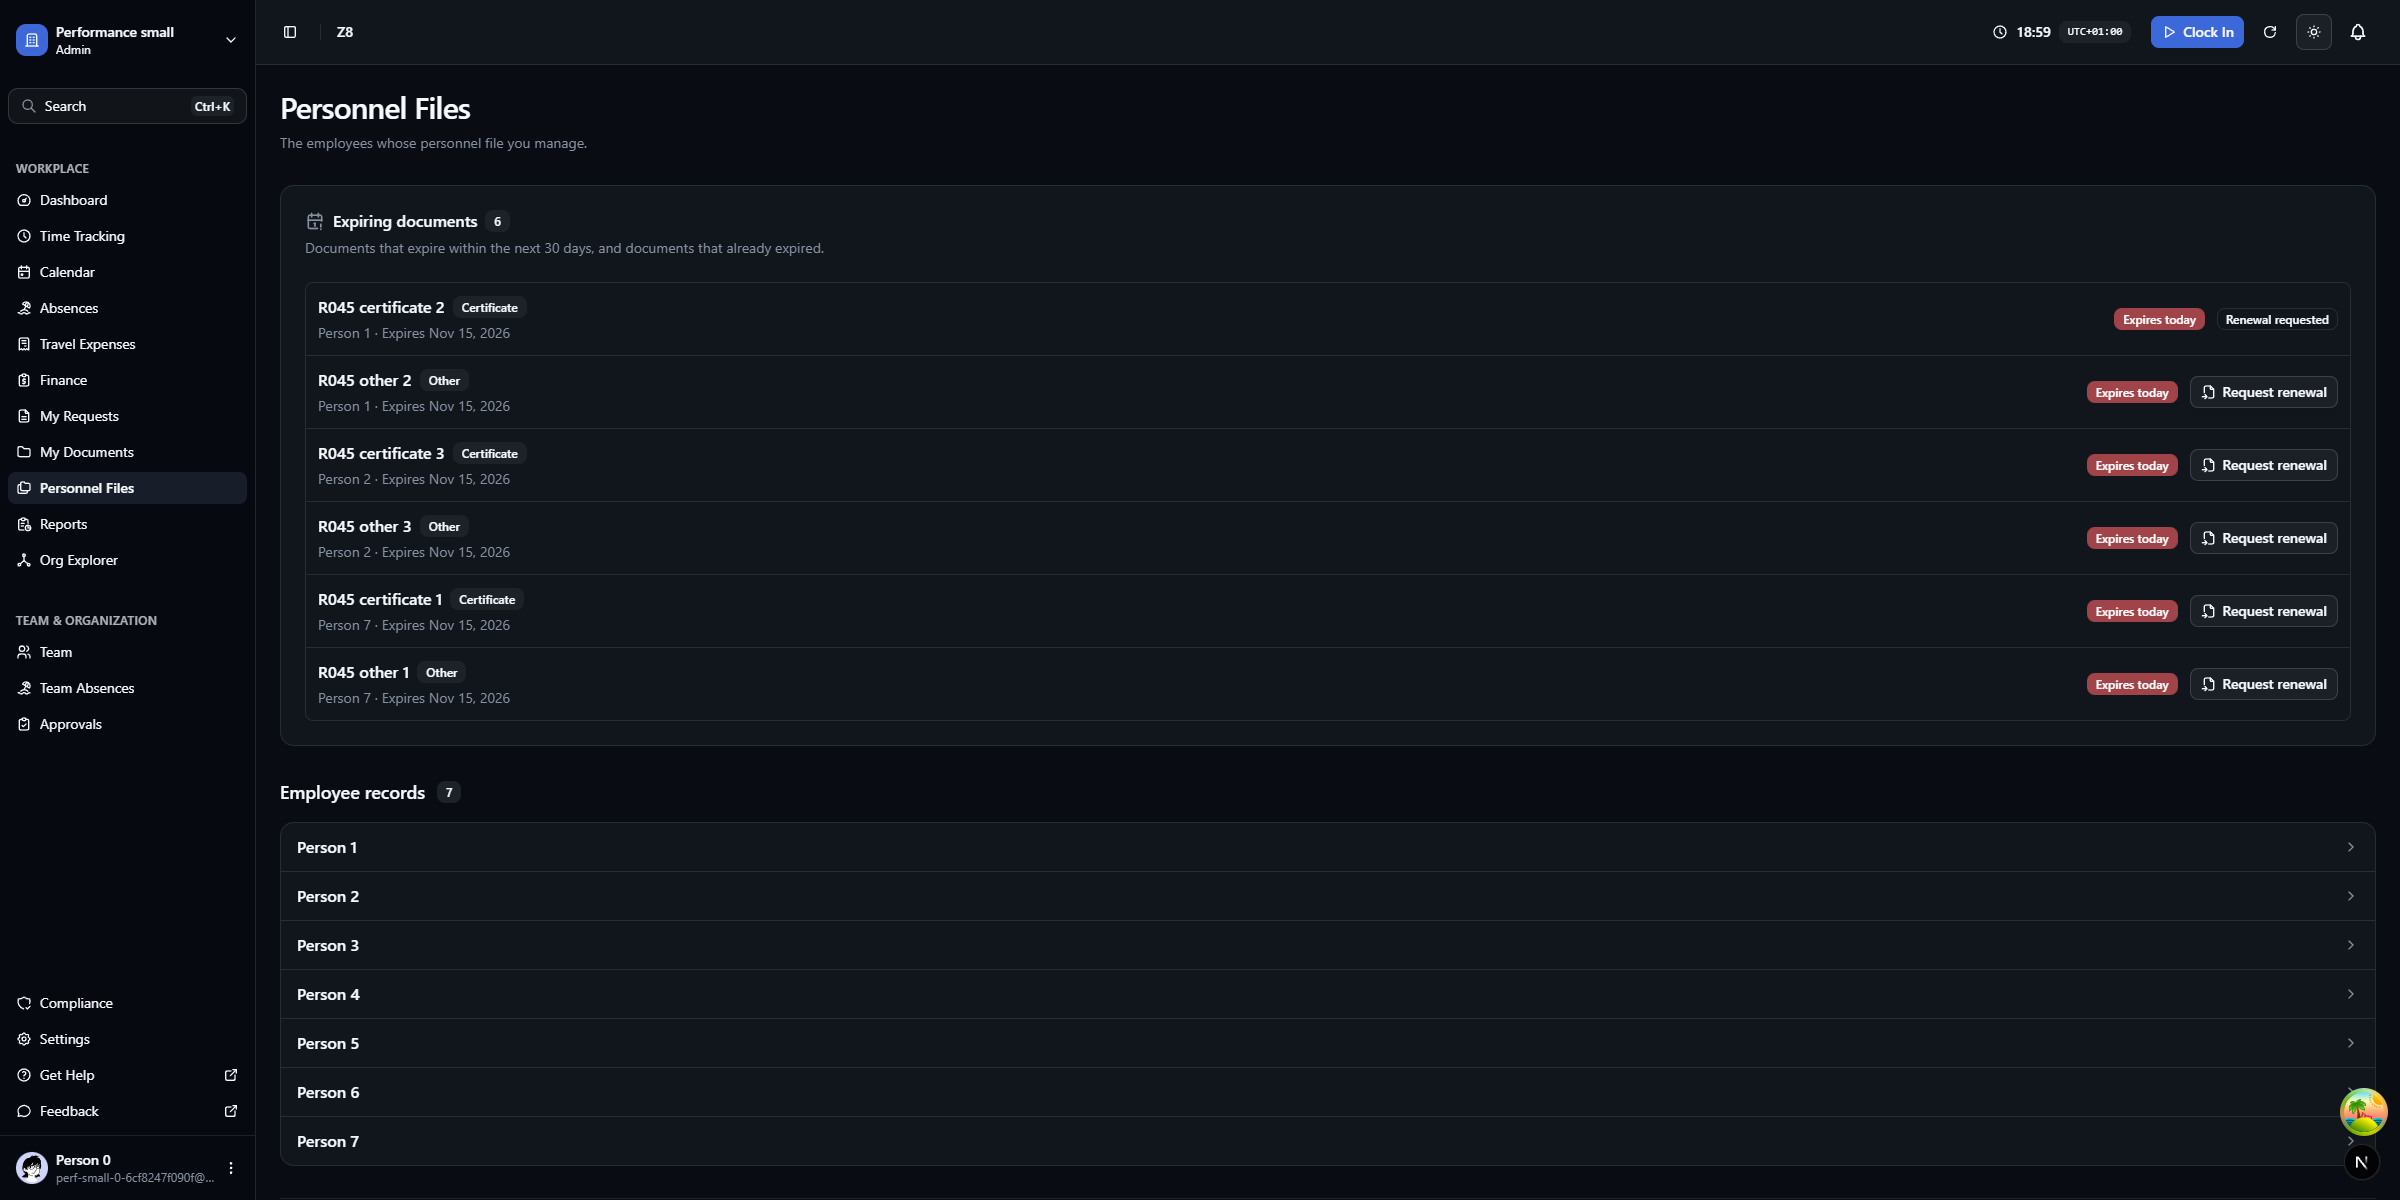 Performance small
Admin
Search
Ctrl+K
WORKPLACE
Dashboard
Time Tracking
Calendar
Absences
Travel Expenses
Finance
My Requests
My Documents
Personnel Files
Reports
Org Explorer
TEAM & ORGANIZATION
Team
Team Absences
Approvals
Compliance
Settings
Get Help
Feedback
Person 0
perf-small-0-6cf8247f090f@...
Z8
18:59
UTC+01:00
Clock In
Personnel Files
The employees whose personnel file you manage.
Expiring documents 6
Documents that expire within the next 30 days, and documents that already expired.
R045 certificate 2 Certificate
Person 1 · Expires Nov 15, 2026
Expires today Renewal requested
R045 other 2 Other
Person 1 · Expires Nov 15, 2026
Expires today Request renewal
R045 certificate 3 Certificate
Person 2 · Expires Nov 15, 2026
Expires today Request renewal
R045 other 3 Other
Person 2 · Expires Nov 15, 2026
Expires today Request renewal
R045 certificate 1 Certificate
Person 7 · Expires Nov 15, 2026
Expires today Request renewal
R045 other 1 Other
Person 7 · Expires Nov 15, 2026
Expires today Request renewal
Employee records 7
Person 1
Person 2
Person 3
Person 4
Person 5
Person 6
Person 7
N